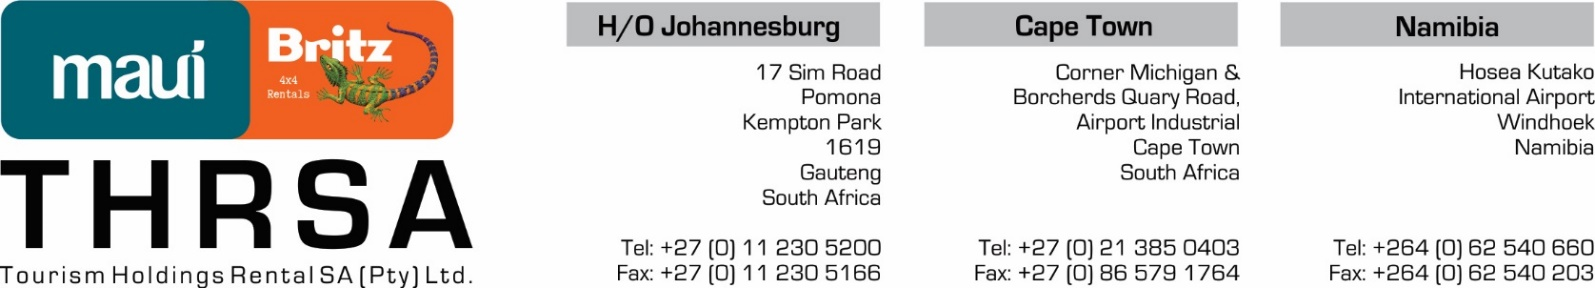 mauí
Britz
4x4
Rentals
THRSA
Tourism Holdings Rental SA (Pty) Ltd.
H/O Johannesburg
17 Sim Road
Pomona
Kempton Park
1619
Gauteng
South Africa
Tel: +27 (0) 11 230 5200
Fax: +27 (0) 11 230 5166
Cape Town
Corner Michigan &
Borcherds Quary Road,
Airport Industrial
Cape Town
South Africa
Tel: +27 (0) 21 385 0403
Fax: +27 (0) 86 579 1764
Namibia
Hosea Kutako
International Airport
Windhoek
Namibia
Tel: +264 (0) 62 540 660
Fax: +264 (0) 62 540 203